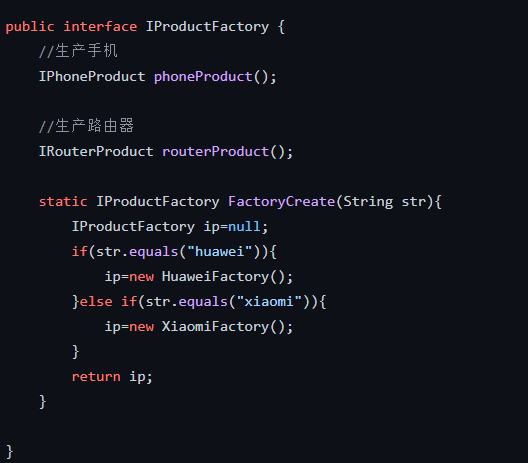 public interface IProductFactory {
    //生产手机
    IPhoneProduct phoneProduct();

    //生产路由器
    IRouterProduct routerProduct();

    static IProductFactory FactoryCreate(String str){
        IProductFactory ip=null;
        if(str.equals("huawei")){
            ip=new HuaweiFactory();
        }else if(str.equals("xiaomi")){
            ip=new XiaomiFactory();
        }
        return ip;
    }

}